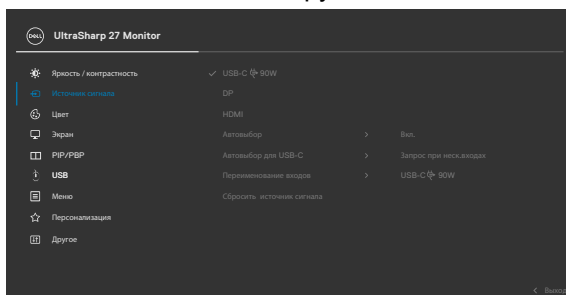 DELL UltraSharp 27 Monitor
Яркость / контрастность
Источник сигнала
Цвет
Экран
PIP/PBP
USB
Меню
Персонализация
Другое
USB-C 90W
DP
HDMI
Автовыбор > Вкл.
Автовыбор для USB-C > Запрос при неск.входах
Переименование входов > USB-C 90W
Сбросить источник сигнала
< Выход